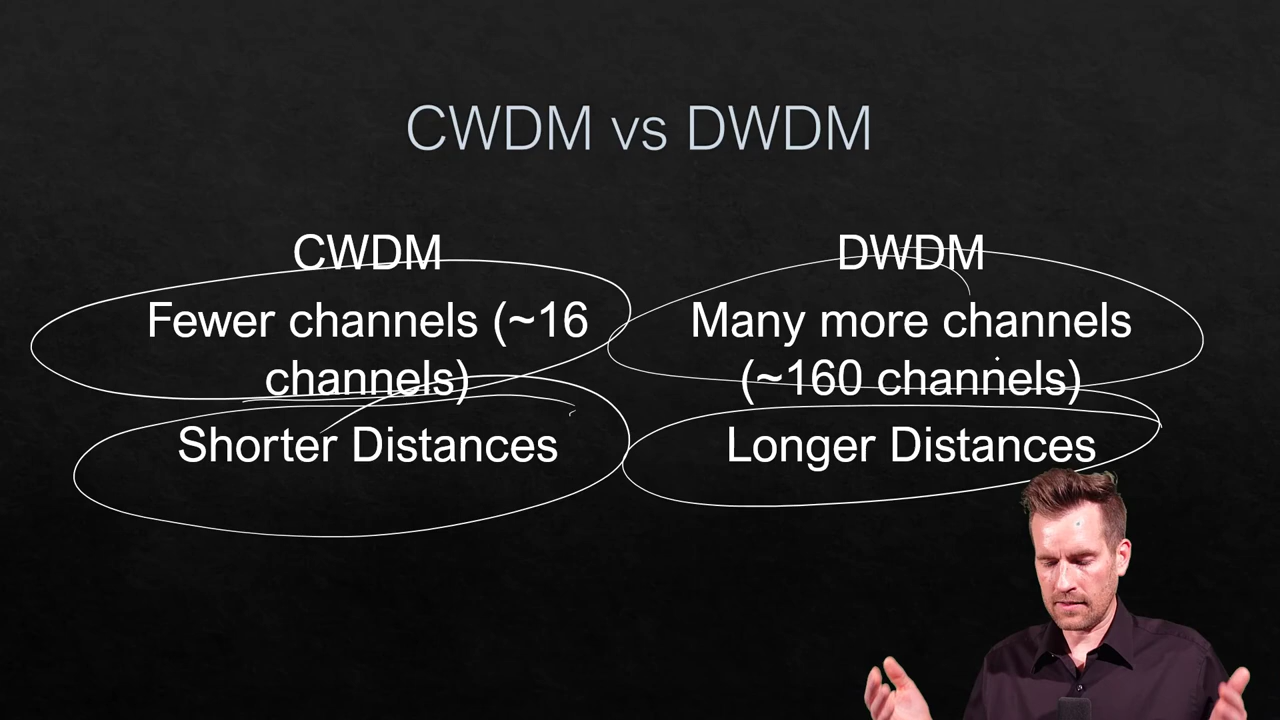 CWDM vs DWDM
CWDM
Fewer channels (~16
channels)
Shorter Distances
DWDM
Many more channels
(~160 channels)
Longer Distances